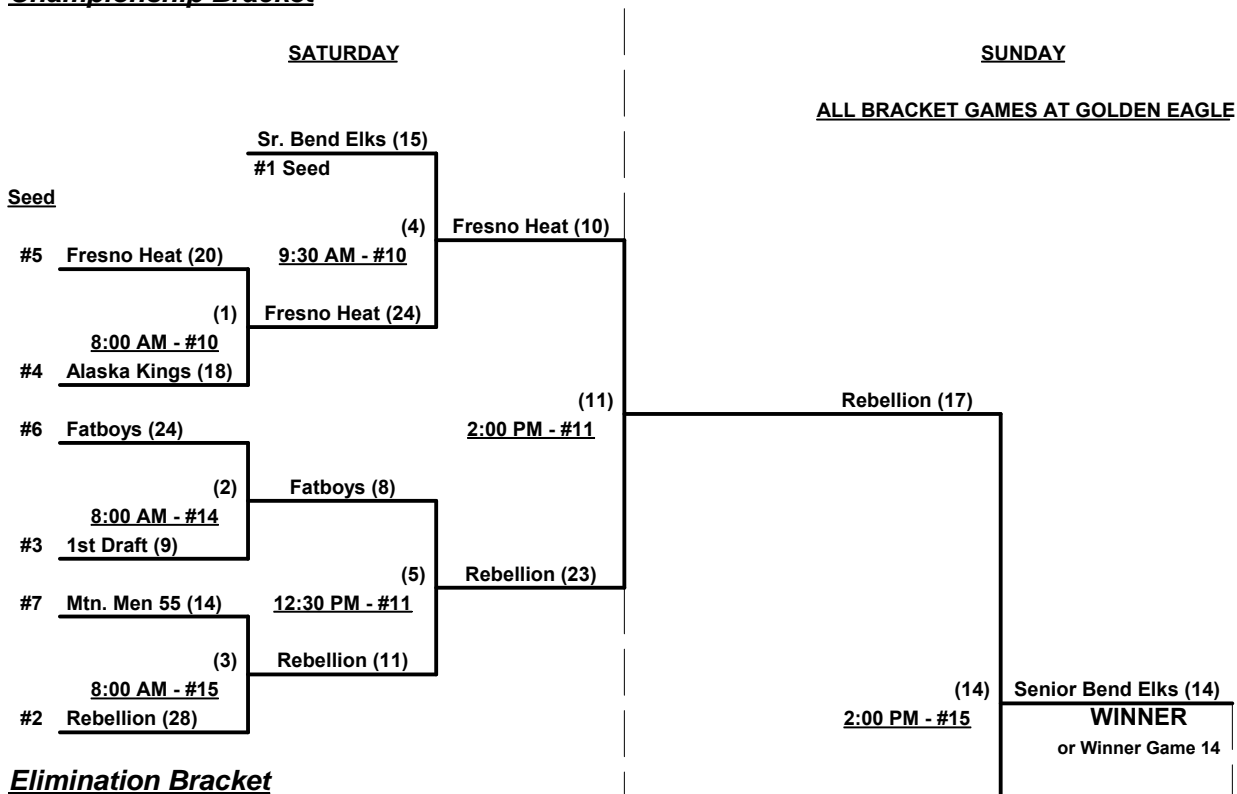 Championship Bracket
SATURDAY
SUNDAY
ALL BRACKET GAMES AT GOLDEN EAGLE
Sr. Bend Elks (15)
#1 Seed
Seed
(4)
Fresno Heat (10)
#5 Fresno Heat (20)
9:30 AM - #10
(1)
Fresno Heat (24)
8:00 AM - #10
#4 Alaska Kings (18)
(11)
Rebellion (17)
#6 Fatboys (24)
2:00 PM - #11
(2)
Fatboys (8)
8:00 AM - #14
#3 1st Draft (9)
(5)
Rebellion (23)
#7 Mtn. Men 55 (14)
12:30 PM - #11
(3)
Rebellion (11)
8:00 AM - #15
(14)
Senior Bend Elks (14)
#2 Rebellion (28)
2:00 PM - #15
WINNER
or Winner Game 14
Elimination Bracket